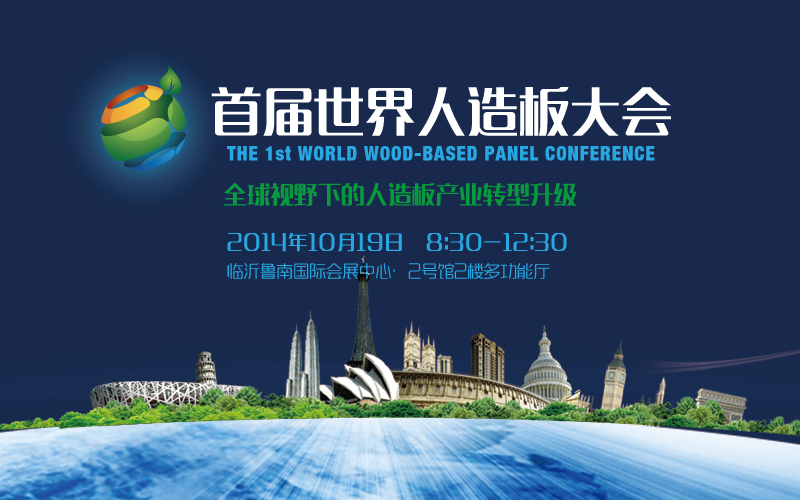 首届世界人造板大会
THE 1st WORLD WOOD-BASED PANEL CONFERENCE
全球视野下的人造板产业转型升级
2014年10月19日 8:30-12:30
临沂鲁南国际会展中心·2号馆2楼多功能厅